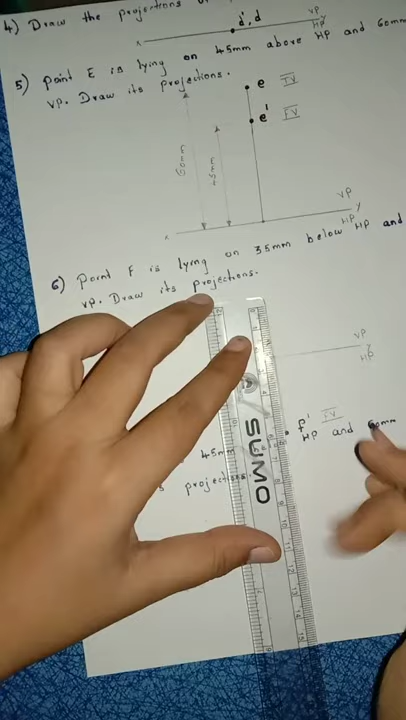 4) Draw the projections of
d', d
VP
HP
5) Point E is lying on 45mm above HP and 60mm
VP. Draw its projections.
e TV
e' FV
60mm
45mm
X
VP
HP
Y
6) Point F is lying on 35mm below HP and
VP. Draw its projections.
VP
HP
Y
f' FV
45mm HP and 60mm
projections.
SUMO